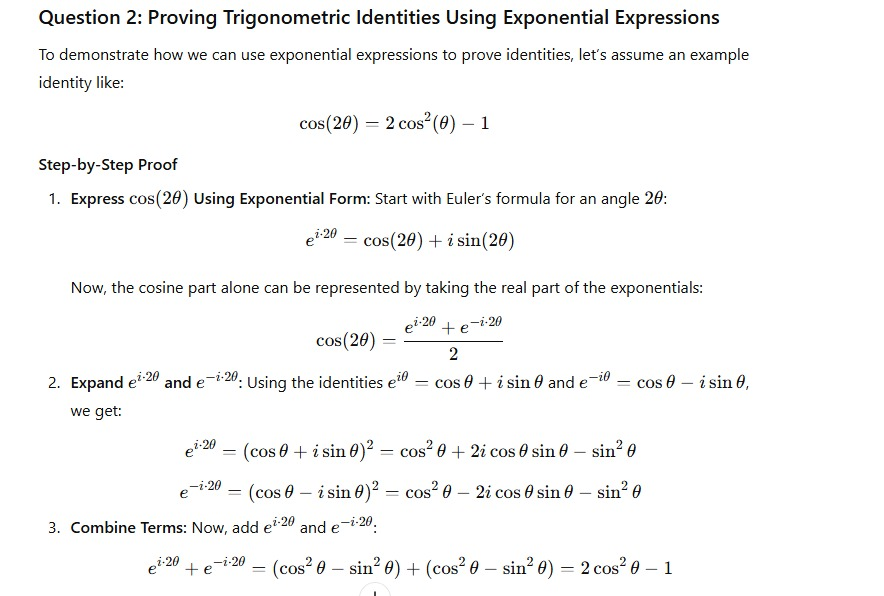 Question 2: Proving Trigonometric Identities Using Exponential Expressions
To demonstrate how we can use exponential expressions to prove identities, let's assume an example
identity like:
cos(2θ) = 2 cos²(θ) − 1
Step-by-Step Proof
1. Express cos(2θ) Using Exponential Form: Start with Euler's formula for an angle 2θ:
e^{i·2θ} = cos(2θ) + i sin(2θ)
Now, the cosine part alone can be represented by taking the real part of the exponentials:
cos(2θ) = \frac{e^{i·2θ} + e^{−i·2θ}}{2}
2. Expand e^{i·2θ} and e^{−i·2θ}: Using the identities e^{iθ} = cos θ + i sin θ and e^{−iθ} = cos θ − i sin θ,
we get:
e^{i·2θ} = (cos θ + i sin θ)² = cos² θ + 2i cos θ sin θ − sin² θ
e^{−i·2θ} = (cos θ − i sin θ)² = cos² θ − 2i cos θ sin θ − sin² θ
3. Combine Terms: Now, add e^{i·2θ} and e^{−i·2θ}:
e^{i·2θ} + e^{−i·2θ} = (cos² θ − sin² θ) + (cos² θ − sin² θ) = 2 cos² θ − 1